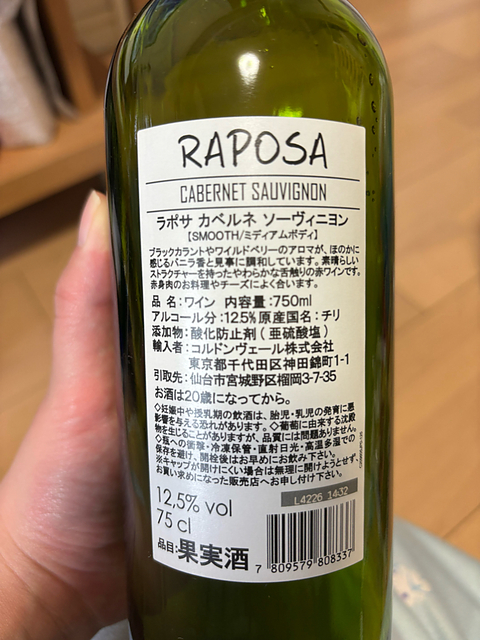 RAPOSA
CABERNET SAUVIGNON
ラポサ カベルネ ソーヴィニヨン
【SMOOTH/ミディアムボディ】
ブラックカラントやワイルドベリーのアロマが、ほのかに
感じるバニラ香と見事に調和しています。素晴らしい
ストラクチャーを持ったやわらかな舌触りの赤ワインです。
赤身肉のお料理やチーズによく合います。
品 名:ワイン 内容量:750ml
アルコール分:12.5% 原産国名:チリ
添加物:酸化防止剤(亜硫酸塩)
輸入者:コルドンヴェール株式会社
東京都千代田区神田錦町1-1
引取先:仙台市宮城野区榴岡3-7-35
お酒は20歳になってから。
◇妊娠中や授乳期の飲酒は、胎児・乳児の発育に悪
影響を与える恐れがあります。◇葡萄に由来する沈殿
物を生じることがありますが、品質には問題ありません。
◇瓶への衝撃・冷凍保管・直射日光・高温多湿での
保存を避け、開栓後はお早めにお飲み下さい。
※キャップが開けにくい場合は無理に開けようとせず、
お買い求めになった販売店へお申し付け下さい。
12,5% vol
75 cl
L4226 1432
品目:果実酒
7 809579 808337